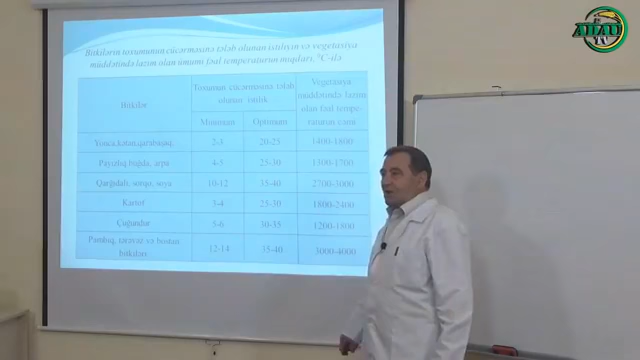 Bitkilərin toxumunun cücərməsinə tələb olunan istiliyin və vegetasiya
müddətində lazım olan ümumi fəal temperaturun miqdarı, °C-ilə
Bitkilər
Toxumun cücərməsinə tələb
olunan istilik
Vegetasiya
müddətində lazım
olan fəal tempe-
raturun cəmi
Minimum
Optimum
Yonca, kətan, qarabaşaq
2-3
20-25
1400-1800
Payızlıq buğda, arpa
4-5
25-30
1300-1700
Qarğıdalı, soya
10-12
35-40
2700-3000
Kartof
3-4
25-30
1800-2400
Çuğundur
5-6
30-35
1200-1800
Pambıq, tərəvəz və bostan
bitkiləri
12-14
35-40
3000-4000
ADAU
TV